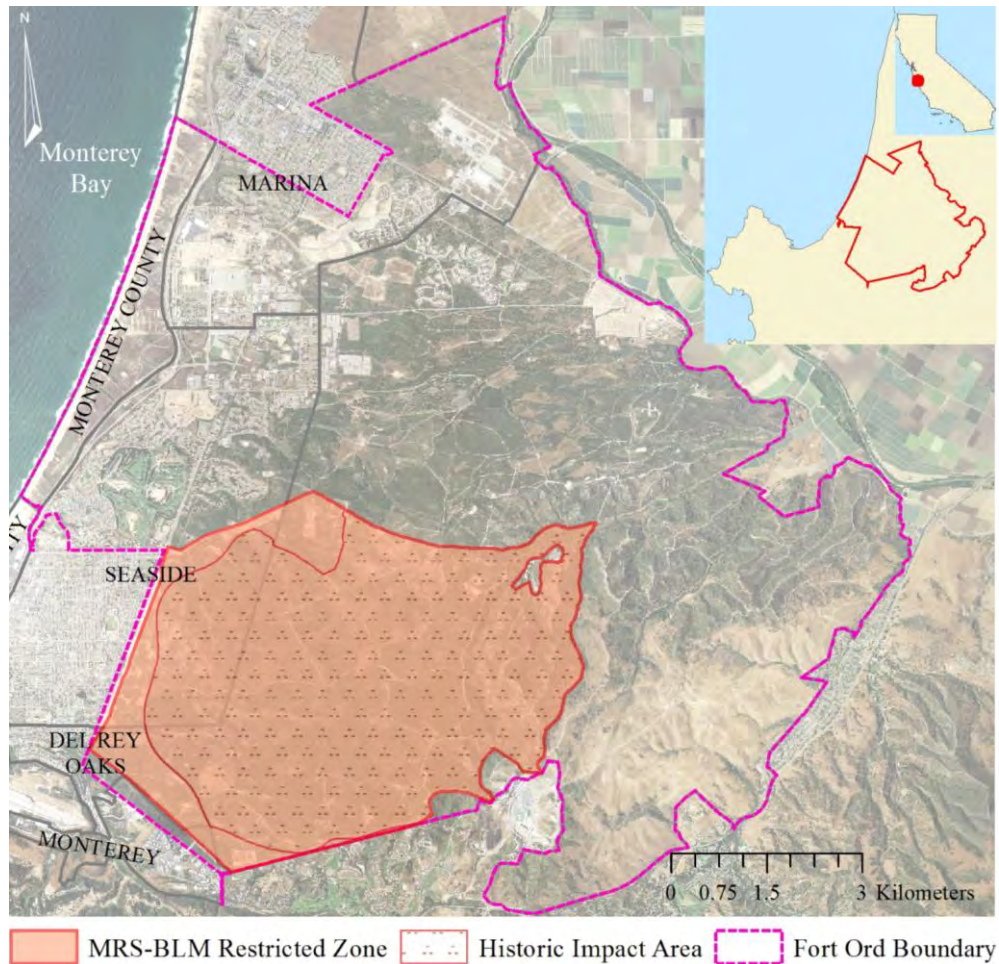 N
Monterey
Bay
MARINA
MONTEREY COUNTY
ITY
SEASIDE
DEL REY
OAKS
MONTEREY
0 0.75 1.5 3 Kilometers
MRS-BLM Restricted Zone Historic Impact Area Fort Ord Boundary